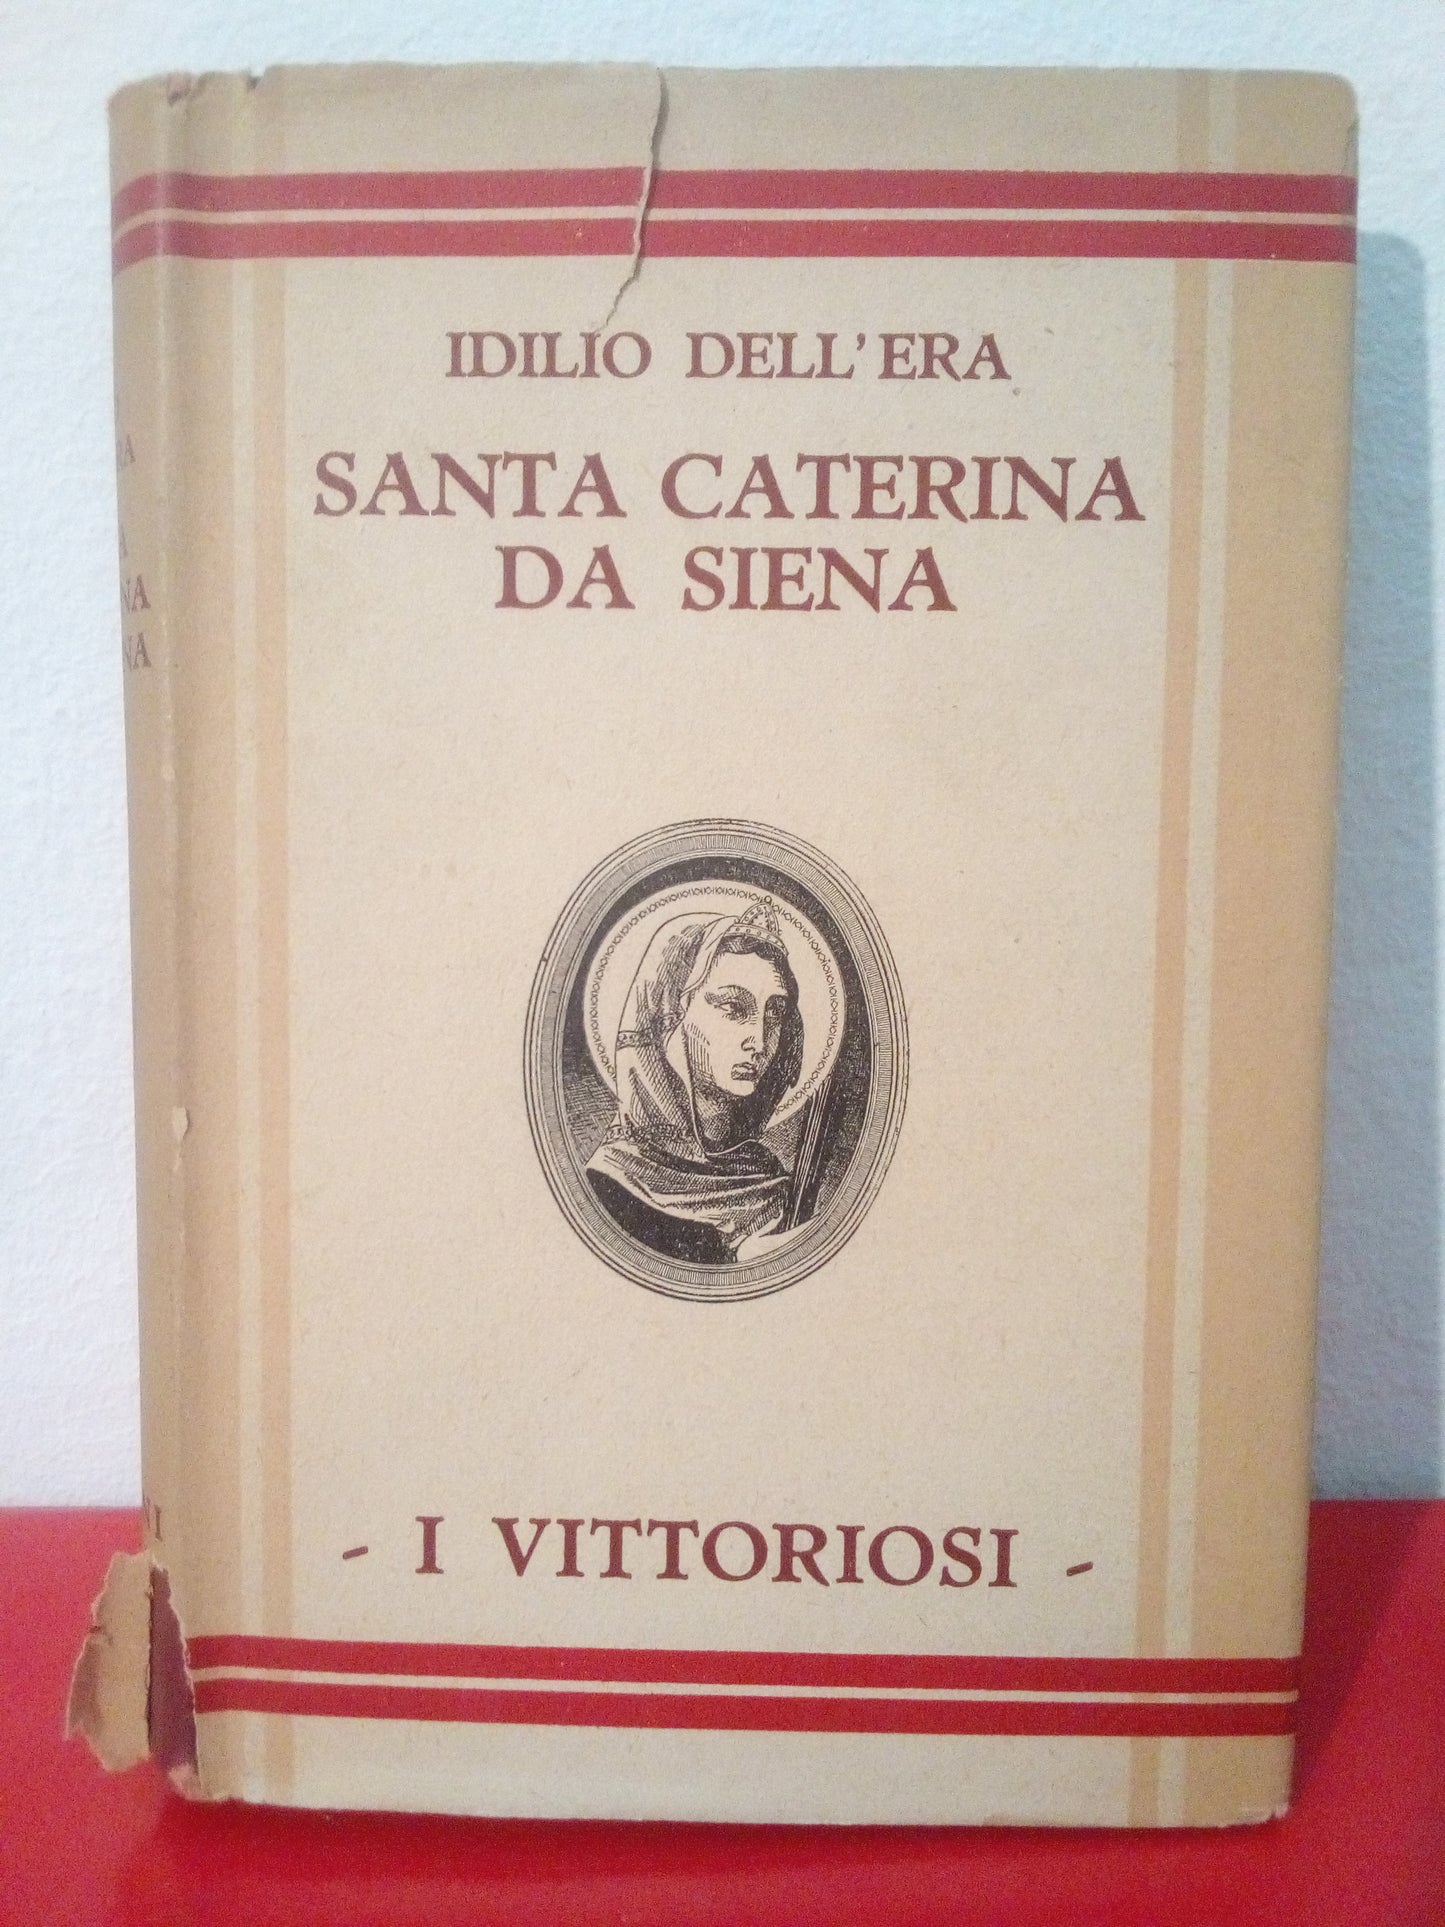 IDILIO DELL'ERA
SANTA CATERINA
DA SIENA
- I VITTORIOSI -